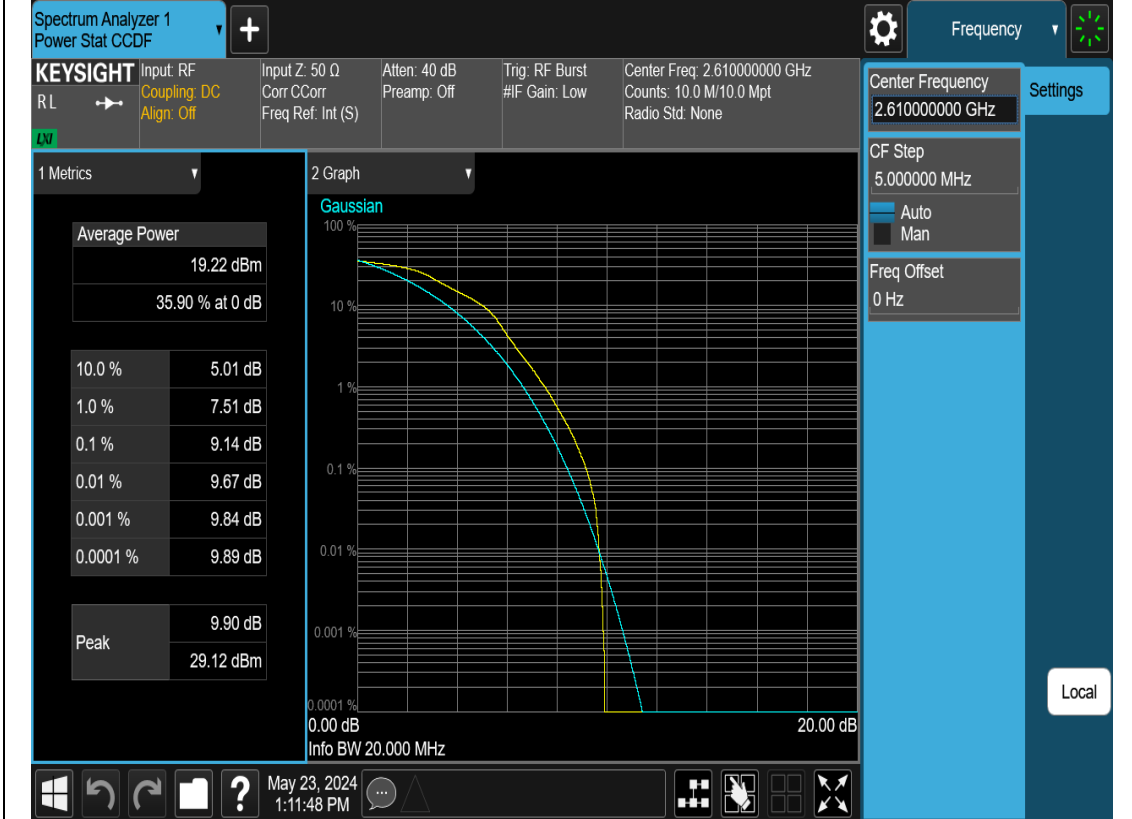 Spectrum Analyzer 1
Power Stat CCDF
+
Frequency
KEYSIGHT
RL
LXI
Input: RF
Coupling: DC
Align: Off
Input Z: 50 Ω
Corr CCorr
Freq Ref: Int (S)
Atten: 40 dB
Preamp: Off
Trig: RF Burst
#IF Gain: Low
Center Freq: 2.610000000 GHz
Counts: 10.0 M/10.0 Mpt
Radio Std: None
Center Frequency
2.610000000 GHz
Settings
CF Step
5.000000 MHz
Auto
Man
Freq Offset
0 Hz
Local
1 Metrics
Average Power
19.22 dBm
35.90 % at 0 dB
10.0 % 5.01 dB
1.0 % 7.51 dB
0.1 % 9.14 dB
0.01 % 9.67 dB
0.001 % 9.84 dB
0.0001 % 9.89 dB
Peak
9.90 dB
29.12 dBm
2 Graph
Gaussian
100 %
10 %
1 %
0.1 %
0.01 %
0.001 %
0.0001 %
0.00 dB 20.00 dB
Info BW 20.000 MHz
?
May 23, 2024
1:11:48 PM